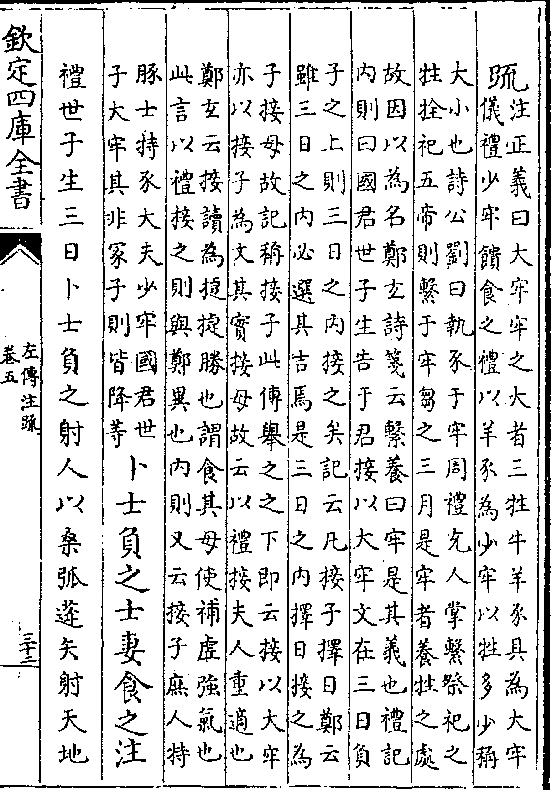 疏注正義曰大牢牢之大者三牲牛羊豕具為大牢
儀禮少牢饋食之禮以羊豕為少牢以牲多少稱
大小也詩公劉曰執豕于牢周禮充人掌繫祭祀之
牲牷祀五帝則繫于牢芻之三月是牢者養牲之處
故因以為名鄭玄詩箋云繫養曰牢是其義也禮記
内則曰國君世子生告于君接以大牢文在三日負
子之上則三日之内接之矣記云凡接子擇日鄭云
雖三日之内必選其吉焉是三日之内擇日接之為
子接母故記稱接子此傳舉之之下即云接以大牢
亦以接子為文其實接母故云以禮接夫人重適也
鄭玄云接讀為捷捷勝也謂食其母使補虛強氣也
此言以禮接之則與鄭異也内則又云接子庶人特
豚士特豕大夫少牢國君世
子大牢其非冢子則皆降等
卜士負之士妻食之注
禮世子生三日卜士負之射人以桑弧蓬矢射天地
欽定四庫全書
左傳注疏
卷五
三十二